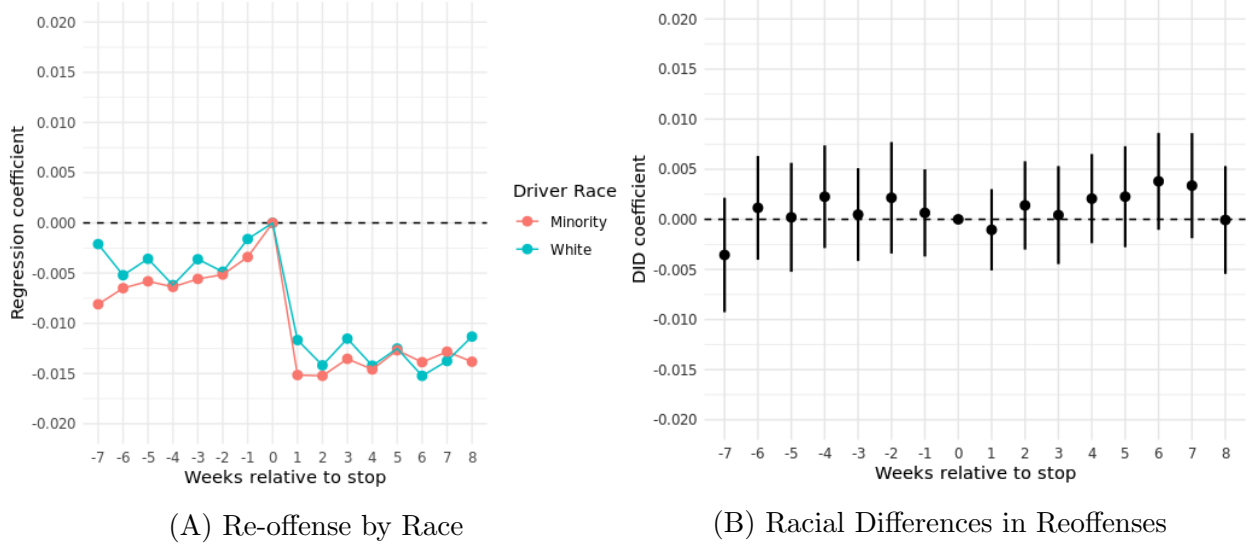 0.020
0.015
0.010
0.005
0.000
-0.005
-0.010
-0.015
-0.020
Regression coefficient
-7 -6 -5 -4 -3 -2 -1 0 1 2 3 4 5 6 7 8
Weeks relative to stop
Driver Race
Minority
White
(A) Re-offense by Race
0.020
0.015
0.010
0.005
0.000
-0.005
-0.010
-0.015
-0.020
DID coefficient
-7 -6 -5 -4 -3 -2 -1 0 1 2 3 4 5 6 7 8
Weeks relative to stop
(B) Racial Differences in Reoffenses